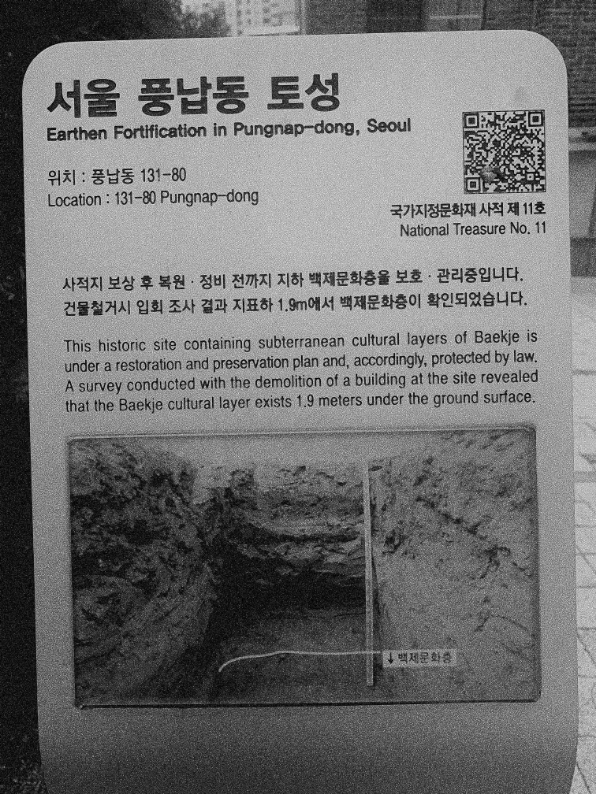 서울 풍납동 토성
Earthen Fortification in Pungnap-dong, Seoul
위치 : 풍납동 131-80
Location : 131-80 Pungnap-dong
국가지정문화재 사적 제 11호
National Treasure No. 11
사적지 보상 후 복원 · 정비 전까지 지하 백제문화층을 보호 · 관리중입니다.
건물철거시 입회 조사 결과 지표하 1.9m에서 백제문화층이 확인되었습니다.
This historic site containing subterranean cultural layers of Baekje is
under a restoration and preservation plan and, accordingly, protected by law.
A survey conducted with the demolition of a building at the site revealed
that the Baekje cultural layer exists 1.9 meters under the ground surface.
↓ 백제문화층